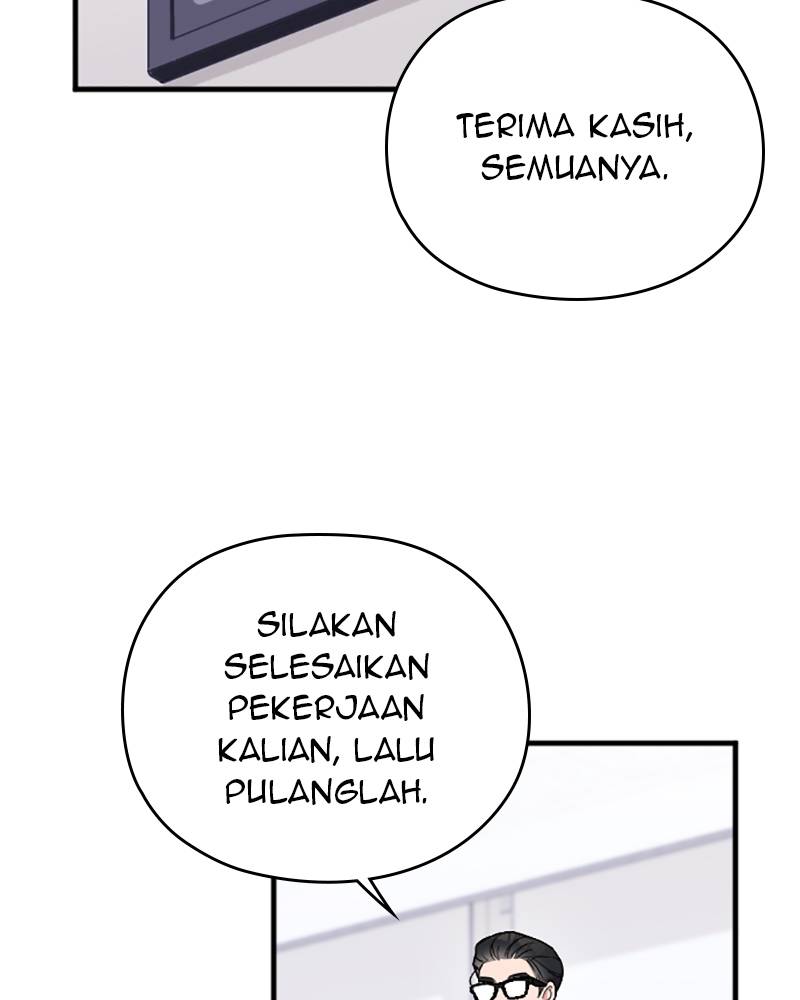 TERIMA KASIH,
SEMUANYA.
SILAKAN
SELESAIKAN
PEKERJAAN
KALIAN, LALU
PULANGLAH.